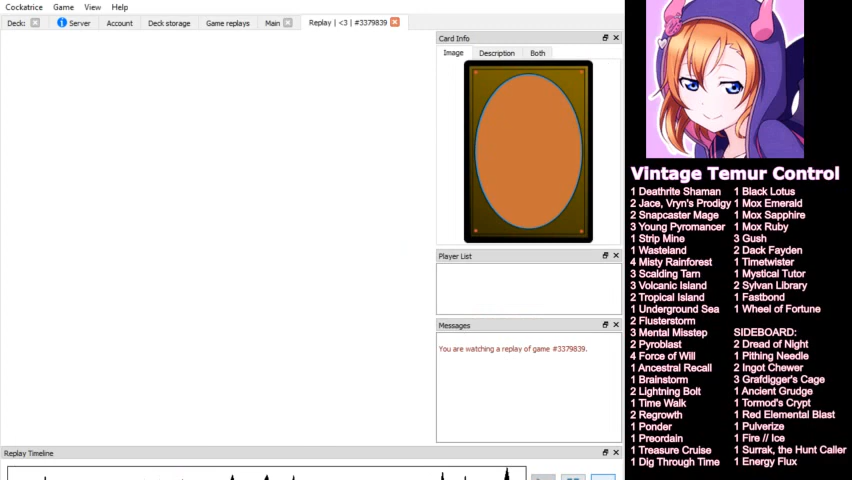 Cockatrice Game View Help
Deck: Server Account Deck storage Game replays Main Replay | <3 | #3379839
Card Info
Image Description Both
Player List
Messages
You are watching a replay of game #3379839.
Replay Timeline
Vintage Temur Control
1 Deathrite Shaman
2 Jace, Vryn's Prodigy
2 Snapcaster Mage
3 Young Pyromancer
1 Strip Mine
1 Wasteland
4 Misty Rainforest
3 Scalding Tarn
3 Volcanic Island
2 Tropical Island
1 Underground Sea
2 Flusterstorm
3 Mental Misstep
2 Pyroblast
4 Force of Will
1 Ancestral Recall
1 Brainstorm
2 Lightning Bolt
1 Time Walk
2 Regrowth
1 Ponder
1 Preordain
1 Treasure Cruise
1 Dig Through Time
1 Black Lotus
1 Mox Emerald
1 Mox Sapphire
1 Mox Ruby
3 Gush
2 Dack Fayden
1 Timetwister
1 Mystical Tutor
2 Sylvan Library
1 Fastbond
1 Wheel of Fortune
SIDEBOARD:
2 Dread of Night
1 Pithing Needle
2 Ingot Chewer
3 Grafdigger's Cage
1 Ancient Grudge
1 Tormod's Crypt
1 Red Elemental Blast
1 Pulverize
1 Fire // Ice
1 Surrak, the Hunt Caller
1 Energy Flux